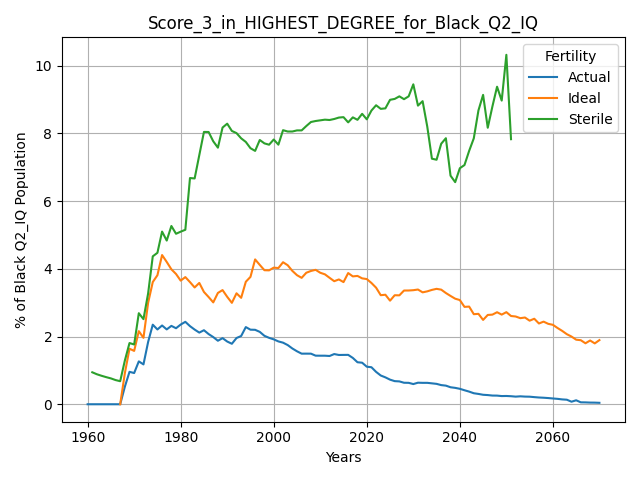 Score_3_in_HIGHEST_DEGREE_for_Black_Q2_IQ
% of Black Q2_IQ Population
10
8
6
4
2
0
Fertility
Actual
Ideal
Sterile
1960 1980 2000 2020 2040 2060
Years